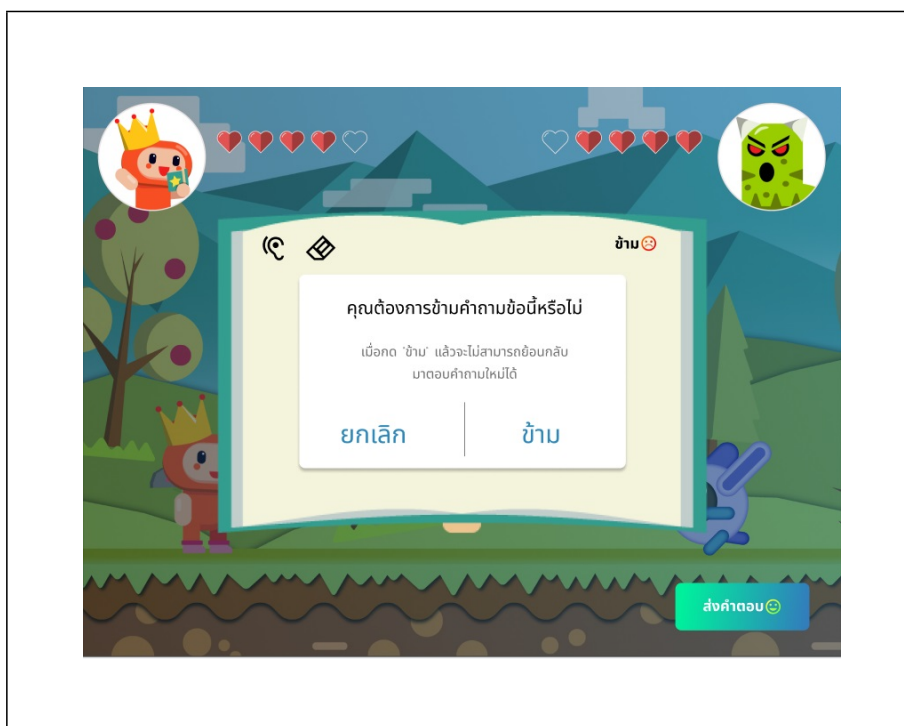 ข้าม
คุณต้องการข้ามคำถามข้อนี้หรือไม่
เมื่อกด 'ข้าม' แล้วจะไม่สามารถย้อนกลับ
มาตอบคำถามใหม่ได้
ยกเลิก
ข้าม
ส่งคำตอบ